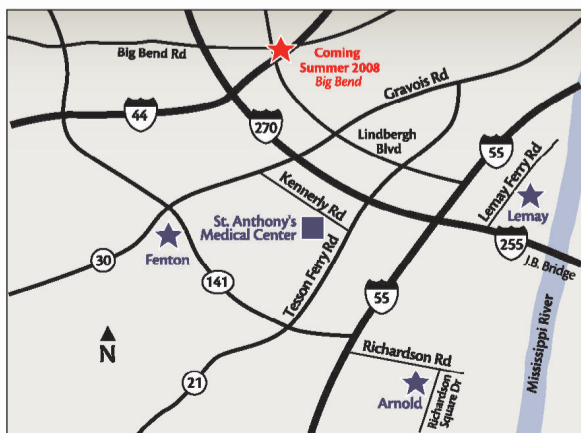 Big Bend Rd
Coming
Summer 2008
Big Bend
Gravois Rd
44
270
Lindbergh
Blvd
55
Lemay Ferry Rd
Kennerly Rd
St. Anthony's
Medical Center
Lemay
Fenton
Tesson Ferry Rd
255
J.B. Bridge
30
141
55
Mississippi River
N
Richardson Rd
21
Arnold
Richardson
Square Dr